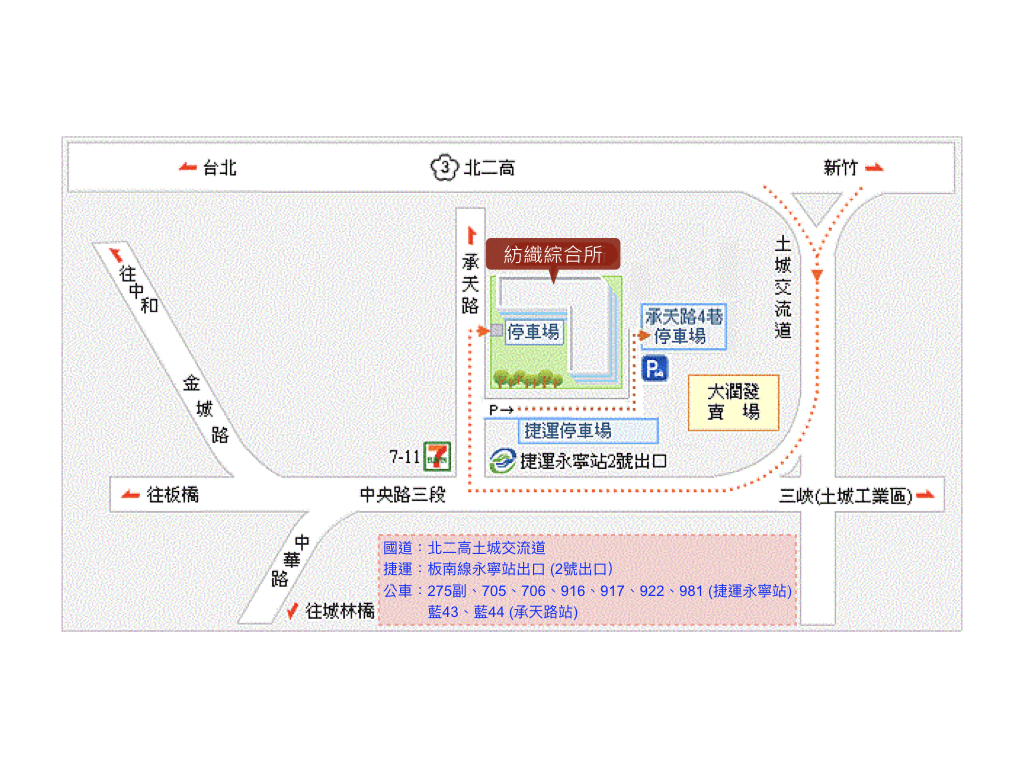 台北
3 北二高
新竹
承天路
紡織綜合所
停車場
承天路4巷
停車場
P
土城交流道
往中和
金城路
大潤發
賣 場
P→
捷運停車場
7-11
7
捷運永寧站2號出口
往板橋
中央路三段
三峽(土城工業區)
中華路
往城林橋
國道：北二高土城交流道
捷運：板南線永寧站出口 (2號出口)
公車：275副、705、706、916、917、922、981 (捷運永寧站)
藍43、藍44 (承天路站)